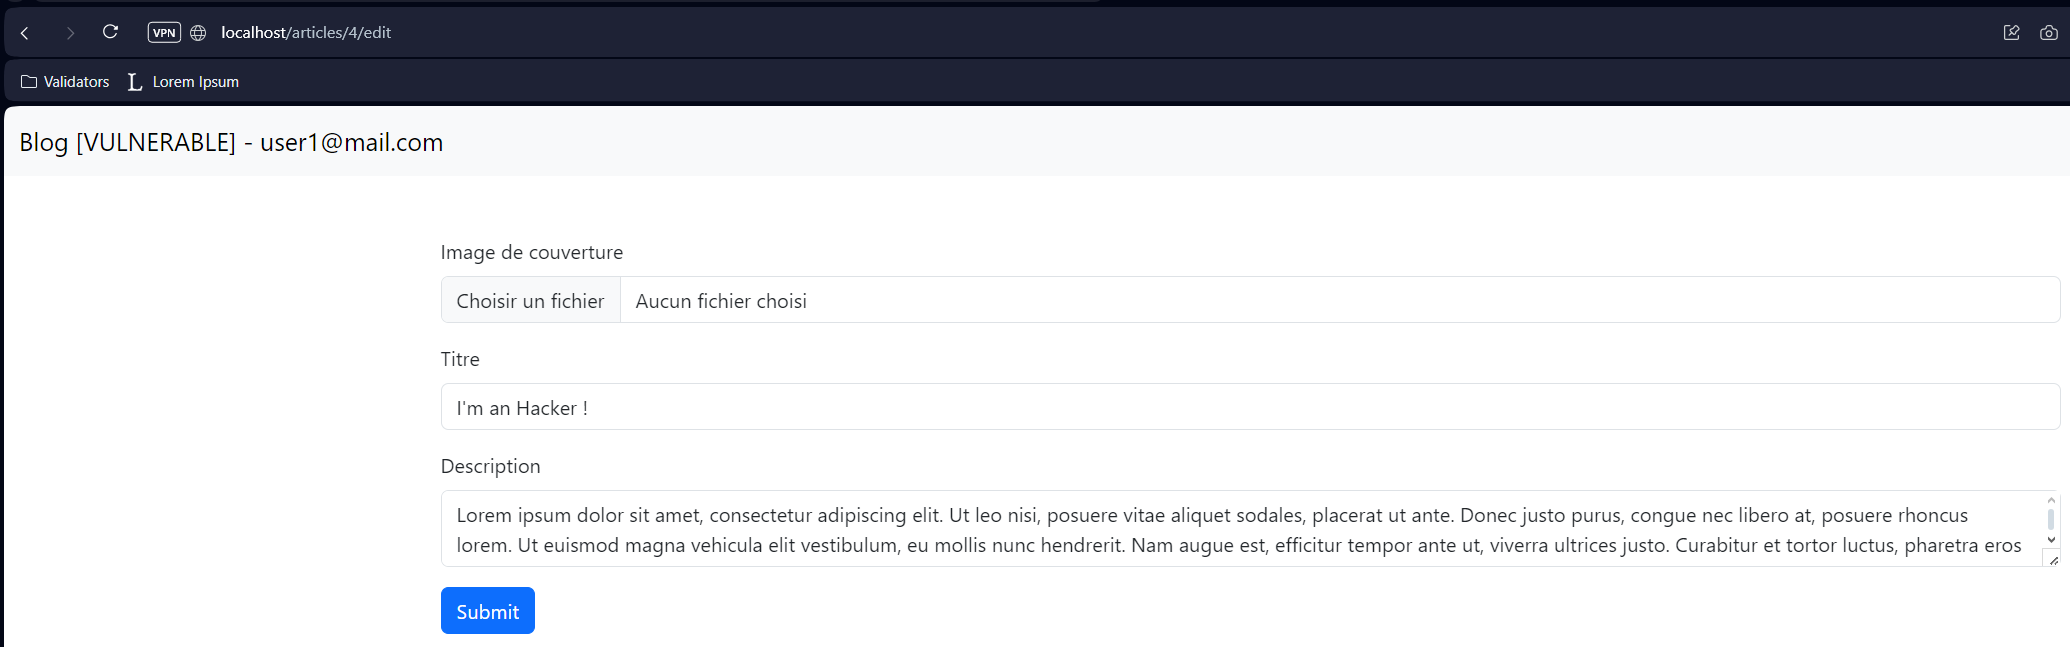 VPN localhost/articles/4/edit
Validators Lorem Ipsum
Blog [VULNERABLE] - user1@mail.com
Image de couverture
Choisir un fichier Aucun fichier choisi
Titre
I'm an Hacker !
Description
Lorem ipsum dolor sit amet, consectetur adipiscing elit. Ut leo nisi, posuere vitae aliquet sodales, placerat ut ante. Donec justo purus, congue nec libero at, posuere rhoncus
lorem. Ut euismod magna vehicula elit vestibulum, eu mollis nunc hendrerit. Nam augue est, efficitur tempor ante ut, viverra ultrices justo. Curabitur et tortor luctus, pharetra eros
Submit